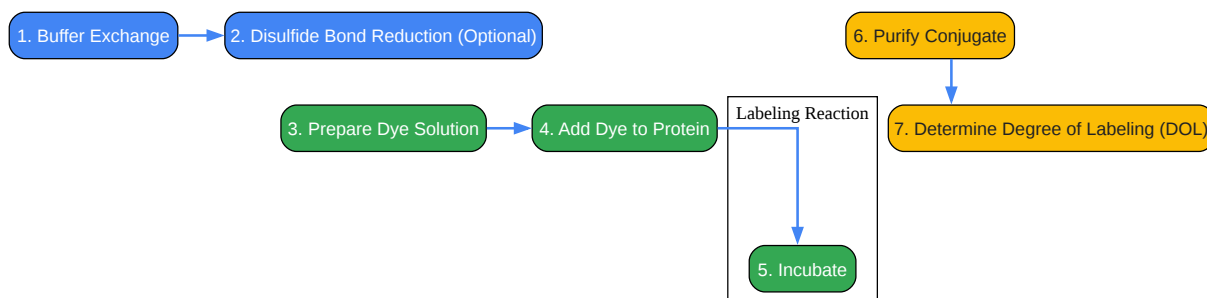 1. Buffer Exchange
2. Disulfide Bond Reduction (Optional)
6. Purify Conjugate
3. Prepare Dye Solution
4. Add Dye to Protein
Labeling Reaction
7. Determine Degree of Labeling (DOL)
5. Incubate